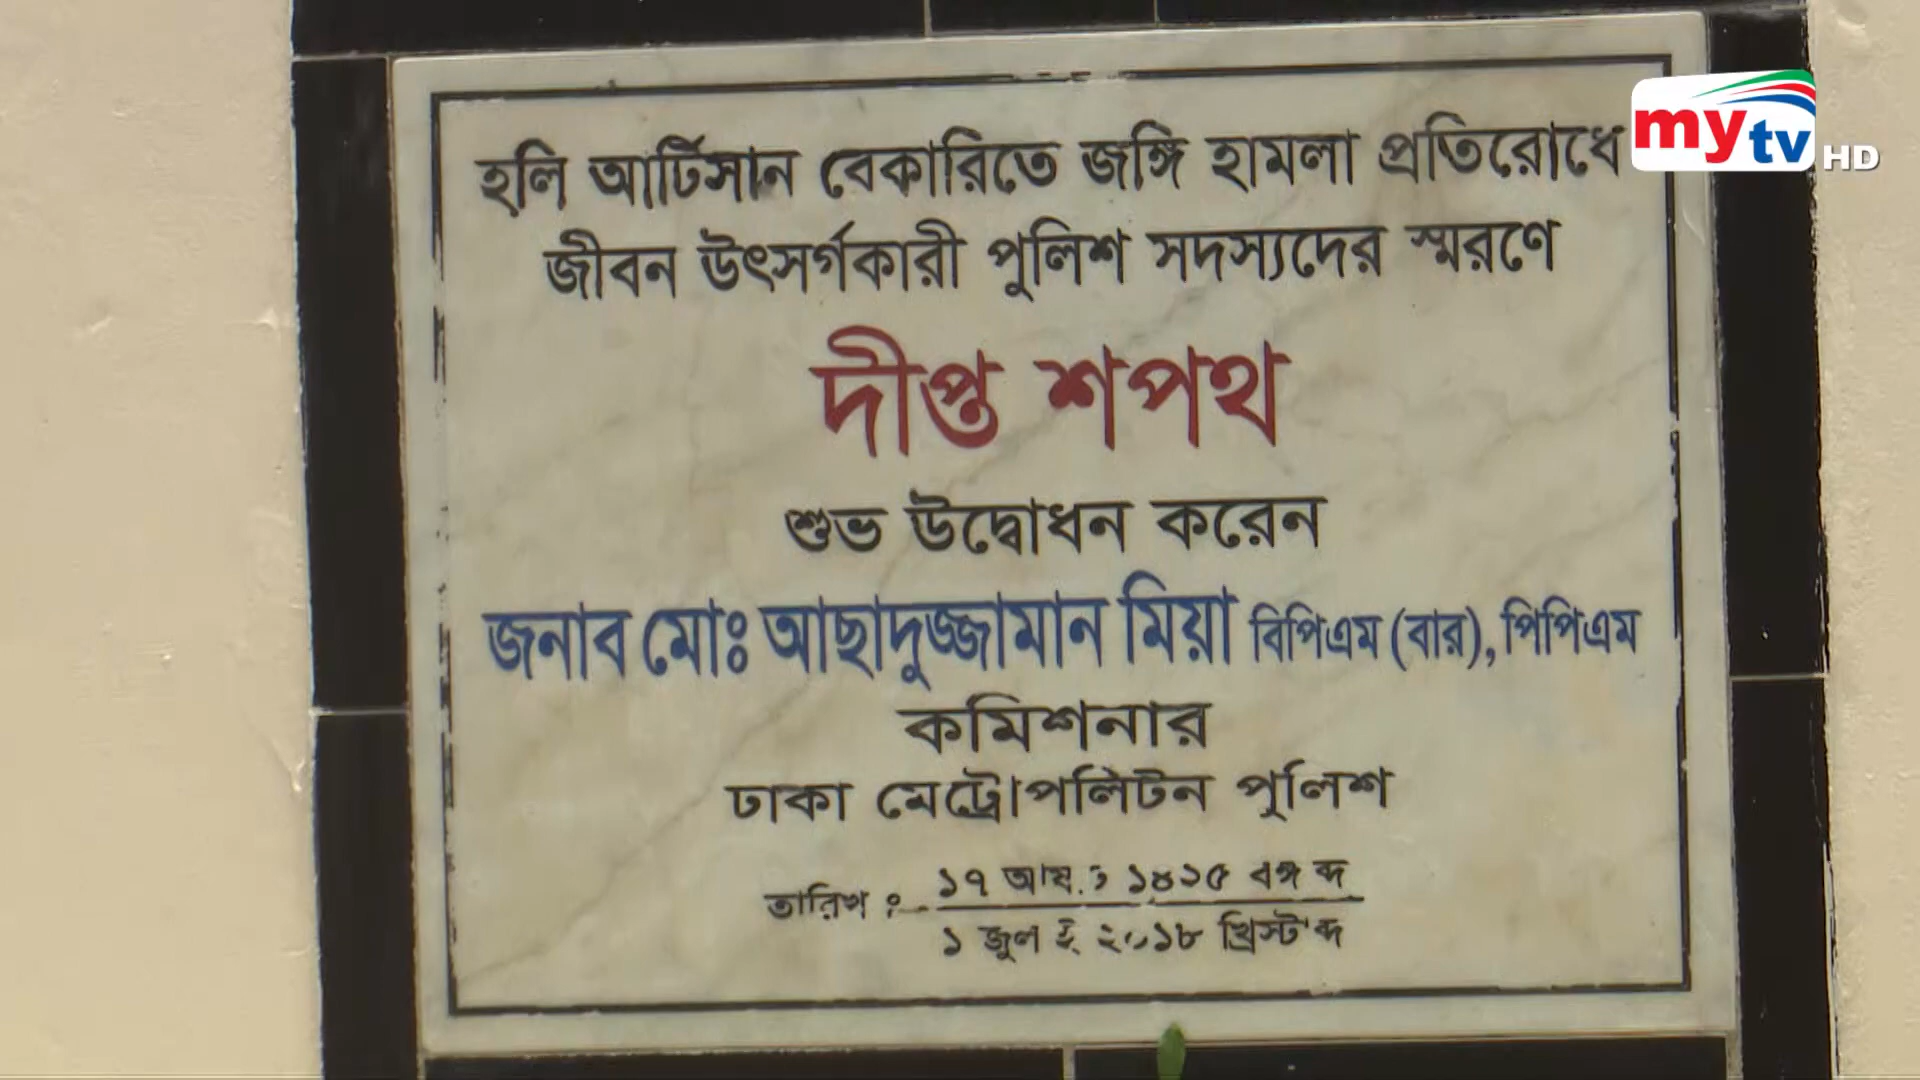 হলি আর্টিসান বেকারিতে জঙ্গি হামলা প্রতিরোধে
জীবন উৎসর্গকারী পুলিশ সদস্যদের স্মরণে
দীপ্ত শপথ
শুভ উদ্বোধন করেন
জনাব মোঃ আছাদুজ্জামান মিয়া বিপিএম (বার), পিপিএম
কমিশনার
ঢাকা মেট্রোপলিটন পুলিশ
তারিখ ঃ- ১৭ আষাঢ় ১৪২৫ বঙ্গাব্দ
১ জুলাই ২০১৮ খ্রিস্টাব্দ
mytv HD